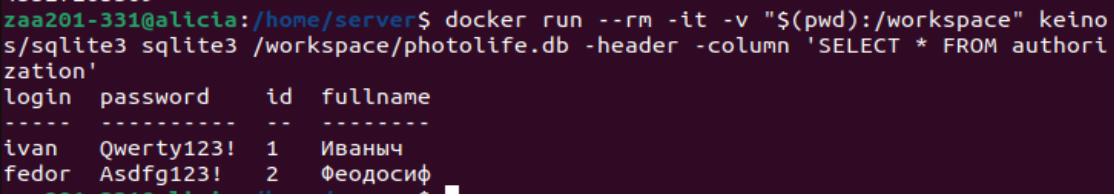 zaa201-331@alicia:/home/server$ docker run --rm -it -v "$(pwd):/workspace" keino
s/sqlite3 sqlite3 /workspace/photolife.db -header -column 'SELECT * FROM authori
zation'
login  password    id  fullname
-----  ----------  --  --------
ivan   Qwerty123!  1   Иваныч
fedor  Asdfg123!   2   Феодосиф